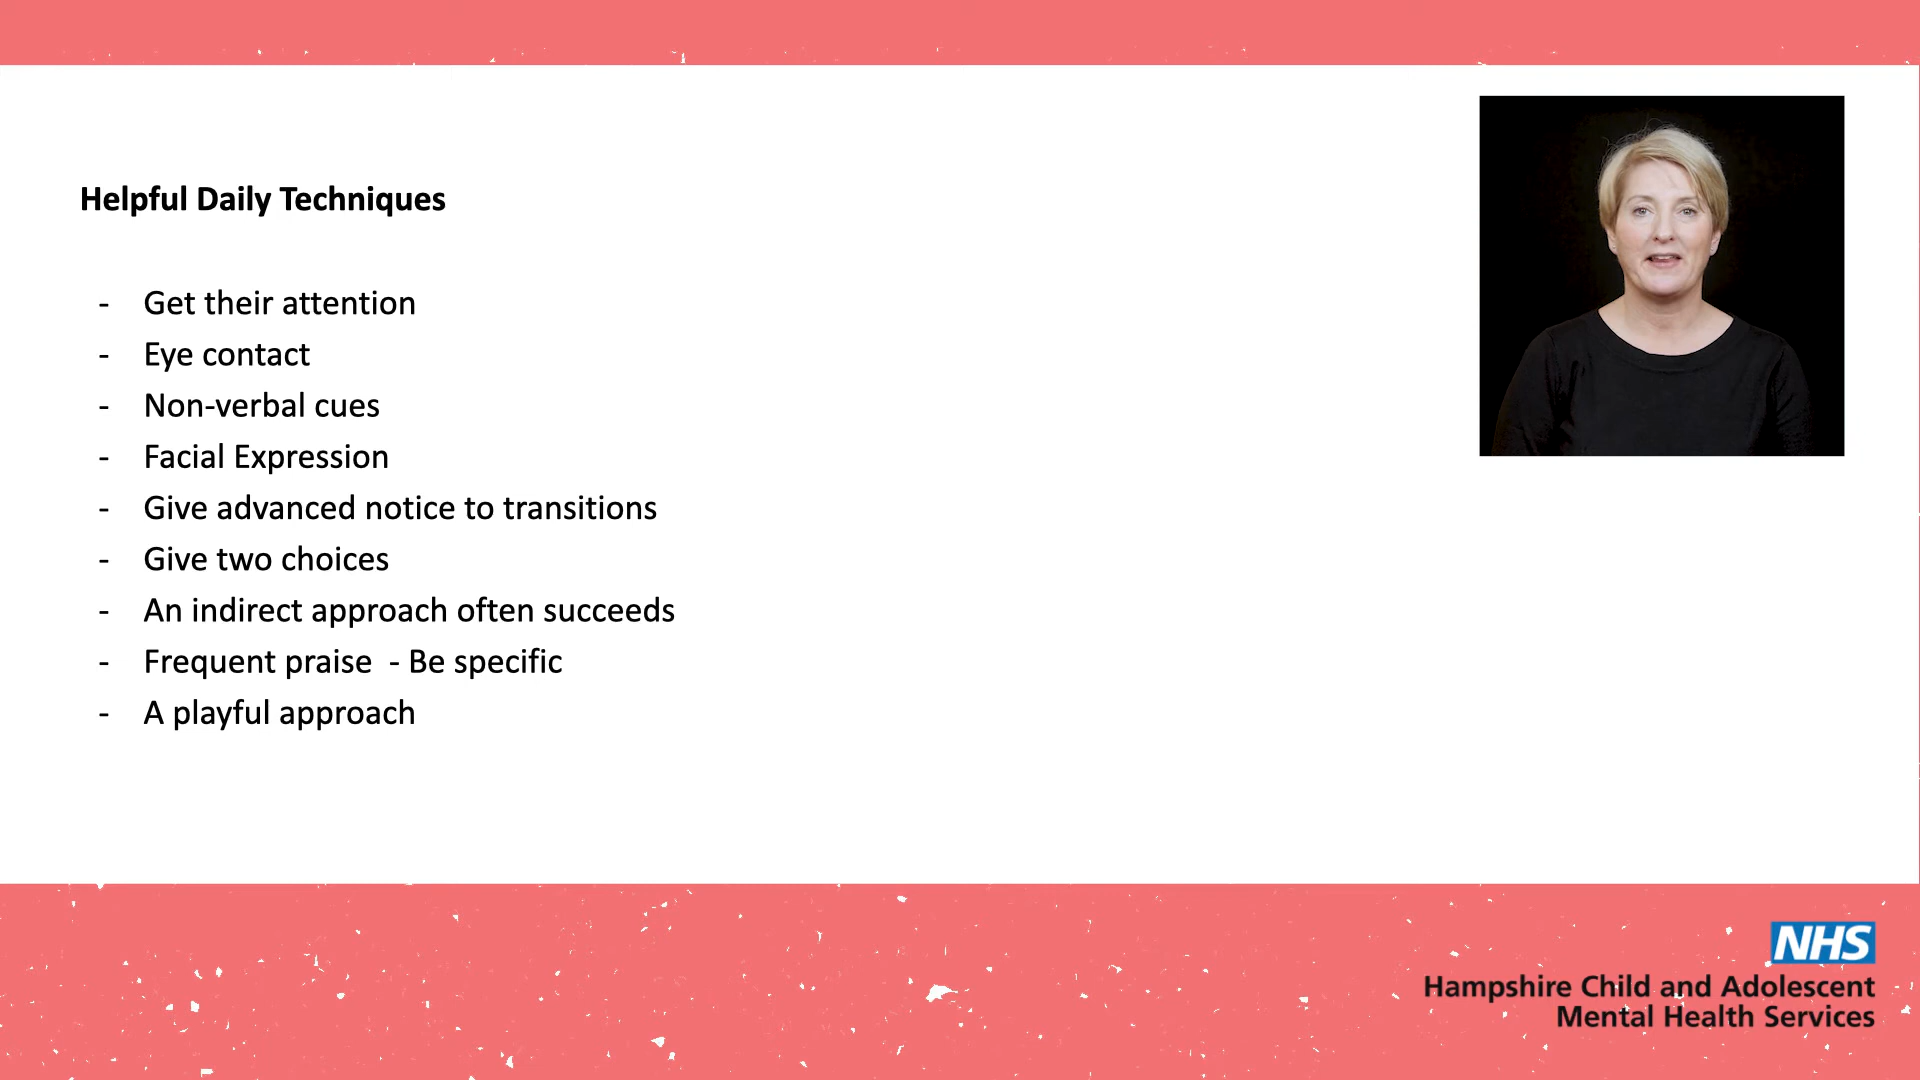 Helpful Daily Techniques
- Get their attention
- Eye contact
- Non-verbal cues
- Facial Expression
- Give advanced notice to transitions
- Give two choices
- An indirect approach often succeeds
- Frequent praise  - Be specific
- A playful approach
NHS
Hampshire Child and Adolescent
Mental Health Services